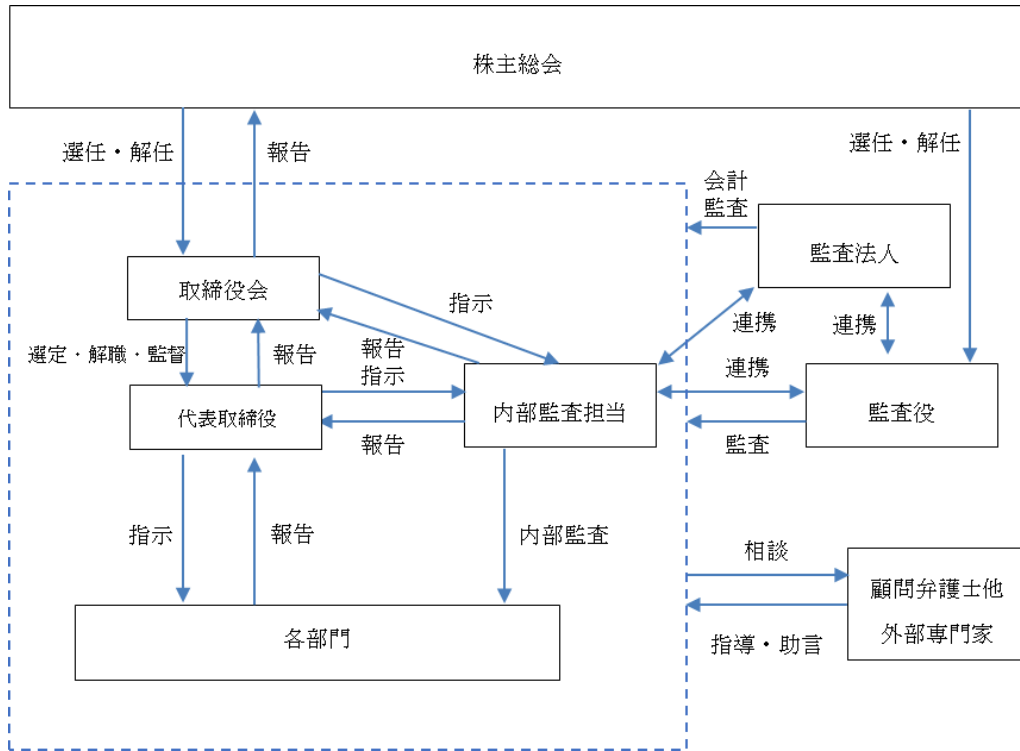 株主総会
選任・解任
報告
選任・解任
会計
監査
監査法人
取締役会
指示
連携
連携
選定・解職・監督
報告
報告
指示
連携
代表取締役
内部監査担当
監査役
報告
監査
指示
報告
内部監査
相談
顧問弁護士他
外部専門家
各部門
指導・助言